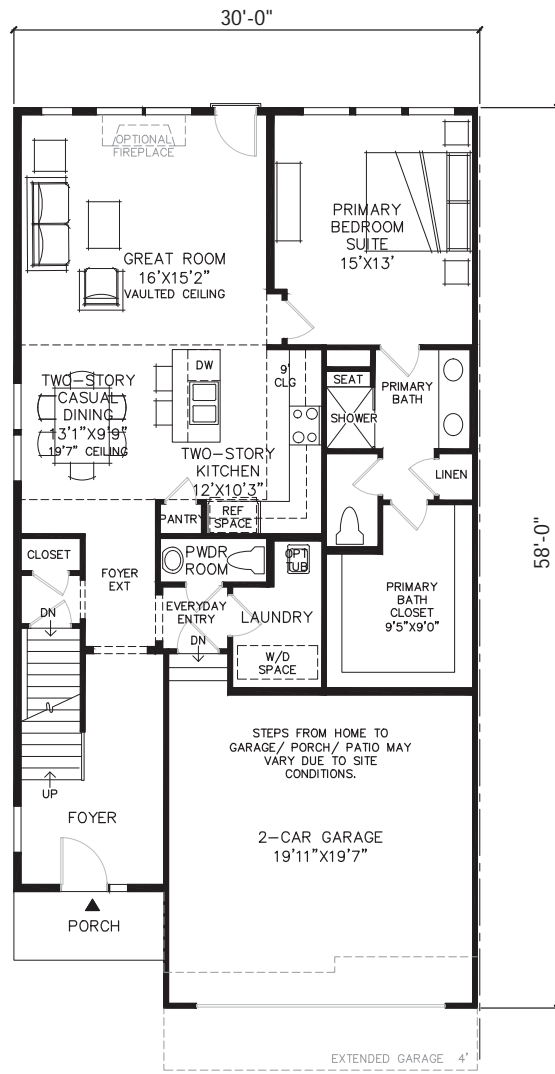 30'-0"
OPTIONAL
FIREPLACE
PRIMARY
BEDROOM
SUITE
15'X13'
GREAT ROOM
16'X15'2"
VAULTED CEILING
DW
9'
CLG
SEAT
PRIMARY
BATH
SHOWER
TWO-STORY
CASUAL
DINING
13'1"X9'9"
19'7" CEILING
TWO-STORY
KITCHEN
12'X10'3"
LINEN
PANTRY
REF
SPACE
58'-0"
CLOSET
FOYER
EXT
PWDR
ROOM
OPT
TUB
PRIMARY
BATH
CLOSET
9'5"X9'0"
DN
EVERYDAY
ENTRY
LAUNDRY
DN
W/D
SPACE
STEPS FROM HOME TO
GARAGE/ PORCH/ PATIO MAY
VARY DUE TO SITE
CONDITIONS.
UP
FOYER
2-CAR GARAGE
19'11"X19'7"
PORCH
EXTENDED GARAGE 4'